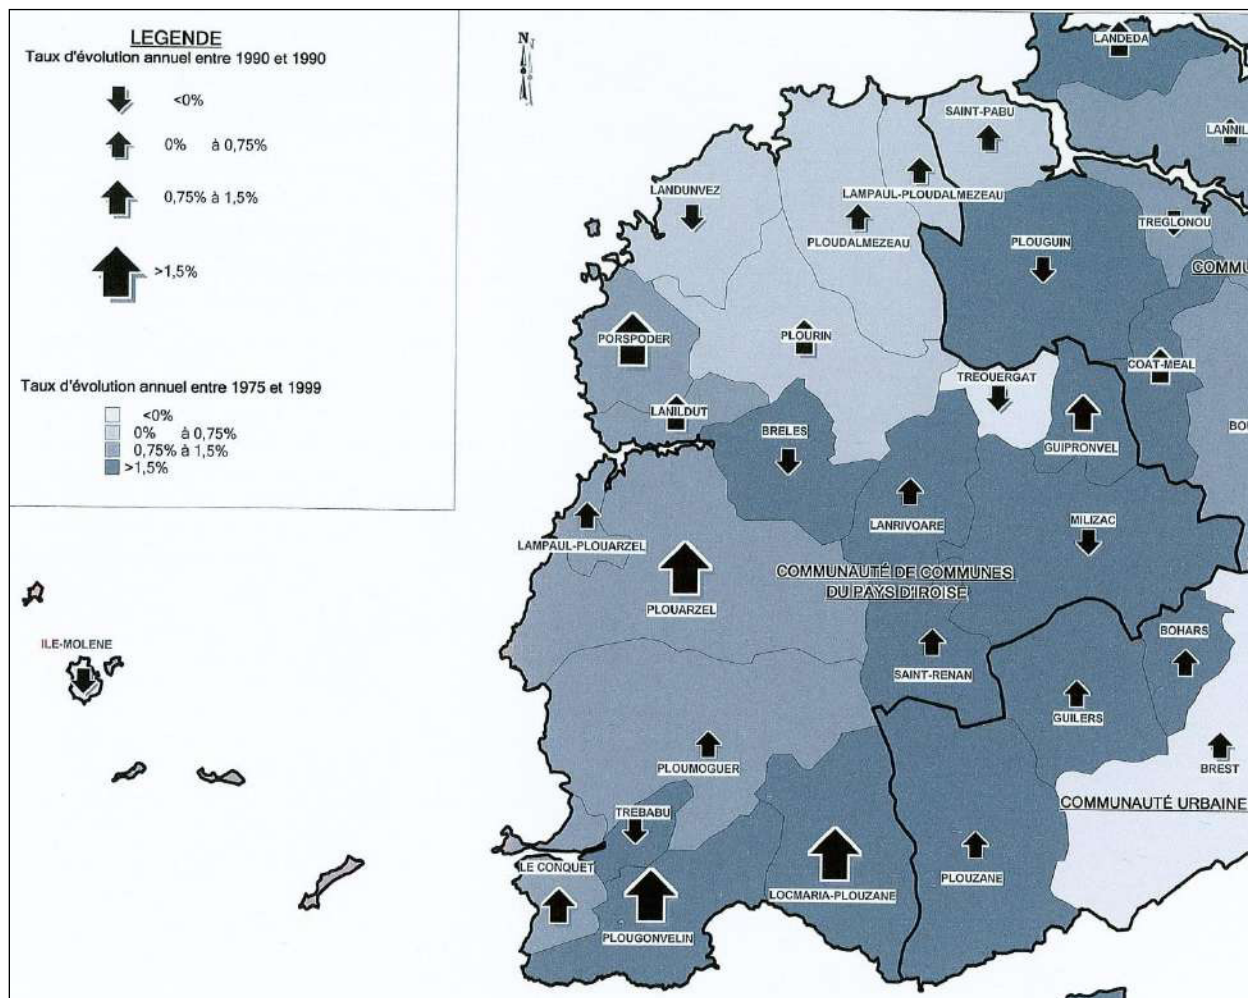 LEGENDE
Taux d'évolution annuel entre 1990 et 1990
<0%
0% à 0,75%
0,75% à 1,5%
>1,5%
Taux d'évolution annuel entre 1975 et 1999
<0%
0% à 0,75%
0,75% à 1,5%
>1,5%
N
LANDEDA
SAINT-PABU
LANNIL
LANDUNVEZ
LAMPAUL-PLOUDALMEZEAU
TREGLONOU
PLOUDALMEZEAU
PLOUGUIN
COMMU
PORSPODER
PLOURIN
COAT-MEAL
TREOUERGAT
LANILDUT
BRELES
GUIPRONVEL
BOU
LAMPAUL-PLOUARZEL
LANRIVOARE
MILIZAC
COMMUNAUTÉ DE COMMUNES
DU PAYS D'IROISE
PLOUARZEL
ILE-MOLENE
BOHARS
SAINT-RENAN
GUILERS
PLOUMOGUER
BREST
COMMUNAUTÉ URBAINE
TREBABU
LE CONQUET
PLOUZANE
LOCMARIA-PLOUZANE
PLOUGONVELIN